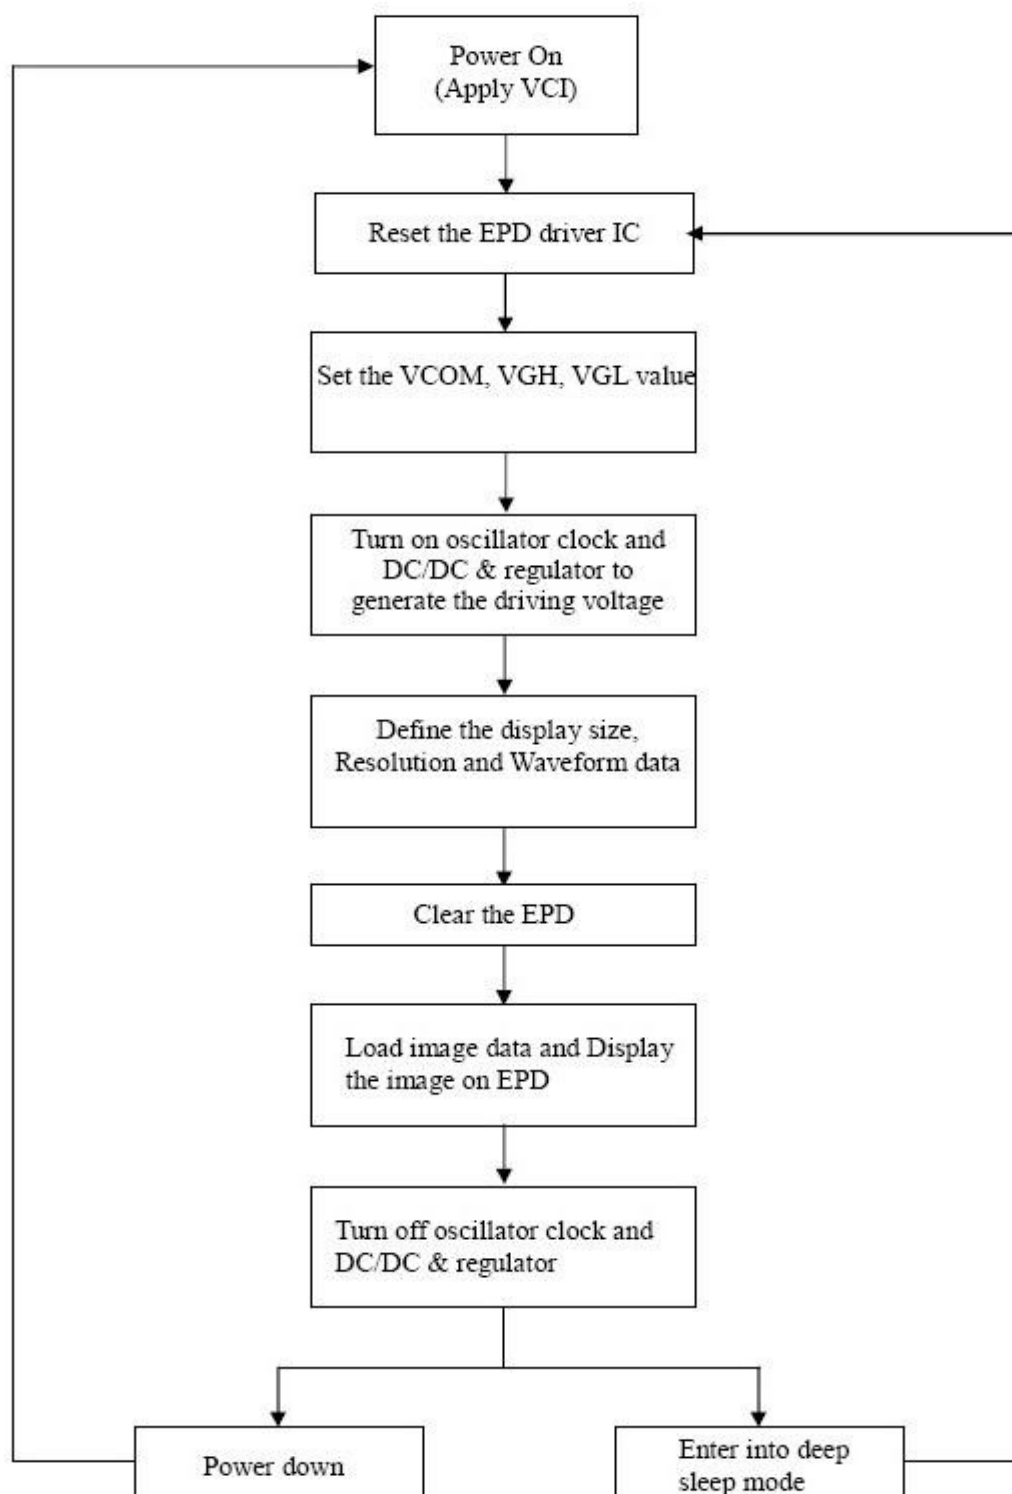 Power On
(Apply VCI)
Reset the EPD driver IC
Set the VCOM, VGH, VGL value
Turn on oscillator clock and
DC/DC & regulator to
generate the driving voltage
Define the display size,
Resolution and Waveform data
Clear the EPD
Load image data and Display
the image on EPD
Turn off oscillator clock and
DC/DC & regulator
Power down
Enter into deep
sleep mode